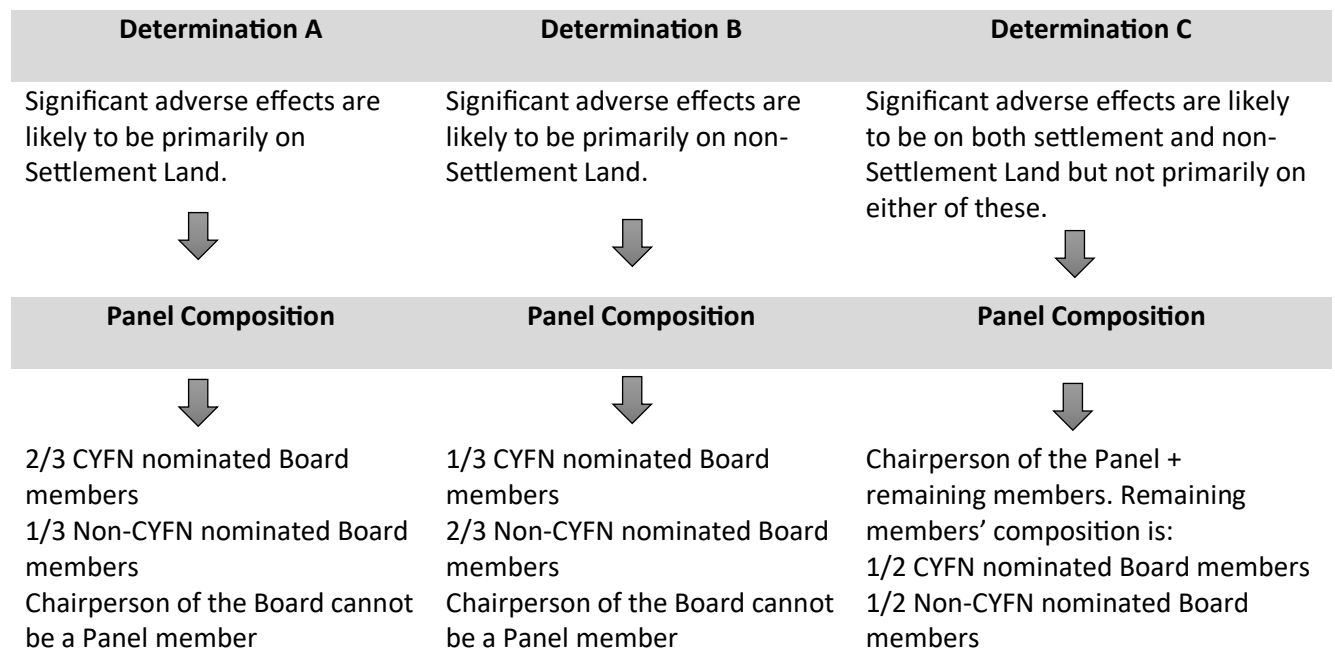 Determination A
Determination B
Determination C
Significant adverse effects are
likely to be primarily on
Settlement Land.
Significant adverse effects are
likely to be primarily on non-
Settlement Land.
Significant adverse effects are likely
to be on both settlement and non-
Settlement Land but not primarily on
either of these.
Panel Composition
Panel Composition
Panel Composition
2/3 CYFN nominated Board
members
1/3 Non-CYFN nominated Board
members
Chairperson of the Board cannot
be a Panel member
1/3 CYFN nominated Board
members
2/3 Non-CYFN nominated Board
members
Chairperson of the Board cannot
be a Panel member
Chairperson of the Panel +
remaining members. Remaining
members’ composition is:
1/2 CYFN nominated Board members
1/2 Non-CYFN nominated Board
members